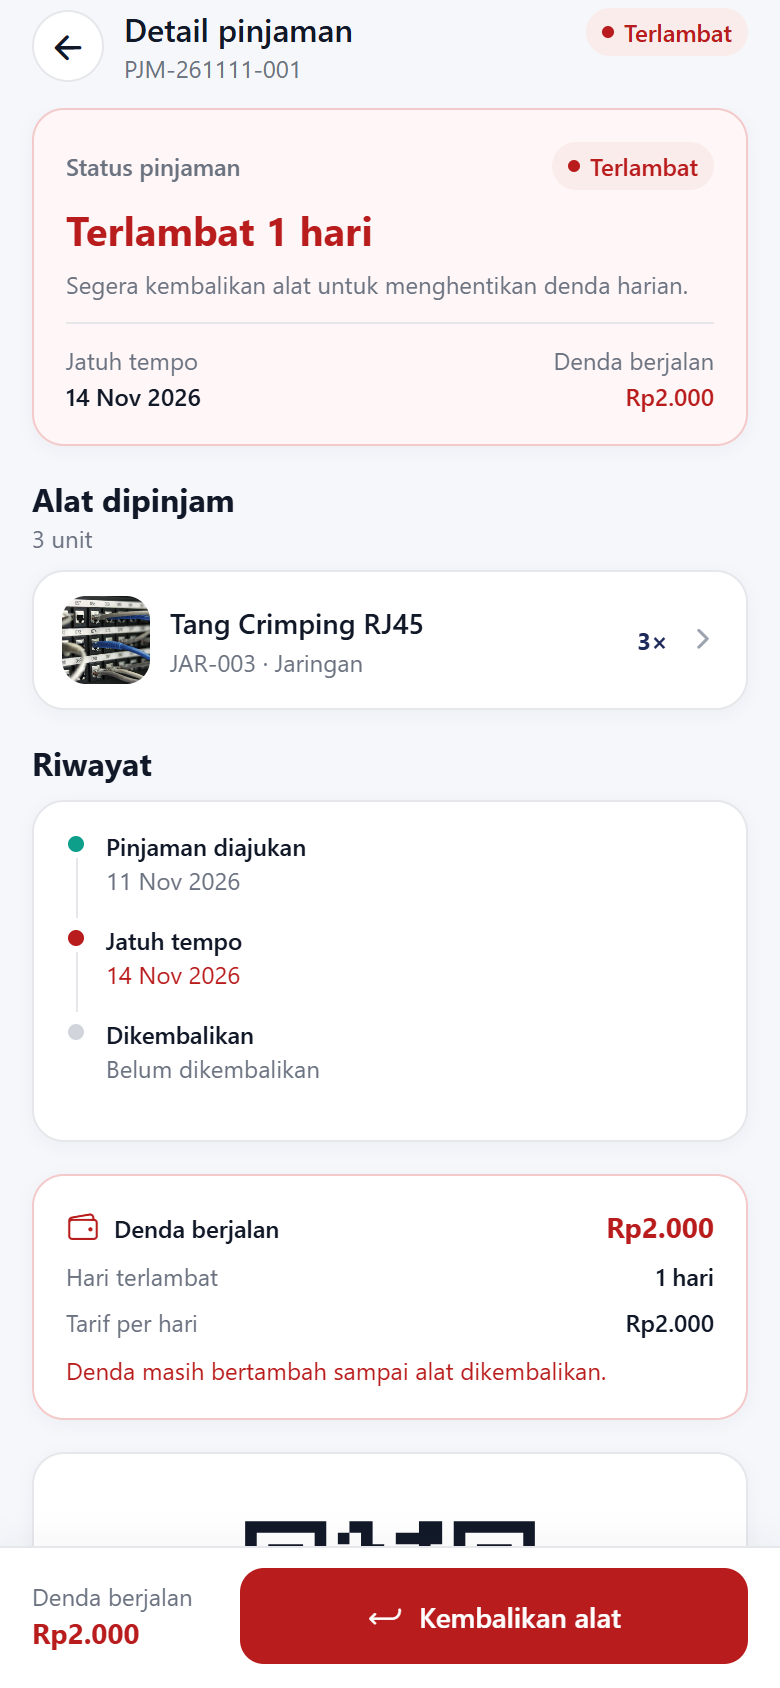 Detail pinjaman
PJM-261111-001
Terlambat
Status pinjaman
Terlambat
Terlambat 1 hari
Segera kembalikan alat untuk menghentikan denda harian.
Jatuh tempo
Denda berjalan
14 Nov 2026
Rp2.000
Alat dipinjam
3 unit
Tang Crimping RJ45
JAR-003 · Jaringan
3×
Riwayat
Pinjaman diajukan
11 Nov 2026
Jatuh tempo
14 Nov 2026
Dikembalikan
Belum dikembalikan
Denda berjalan
Rp2.000
Hari terlambat
1 hari
Tarif per hari
Rp2.000
Denda masih bertambah sampai alat dikembalikan.
Denda berjalan
Rp2.000
Kembalikan alat